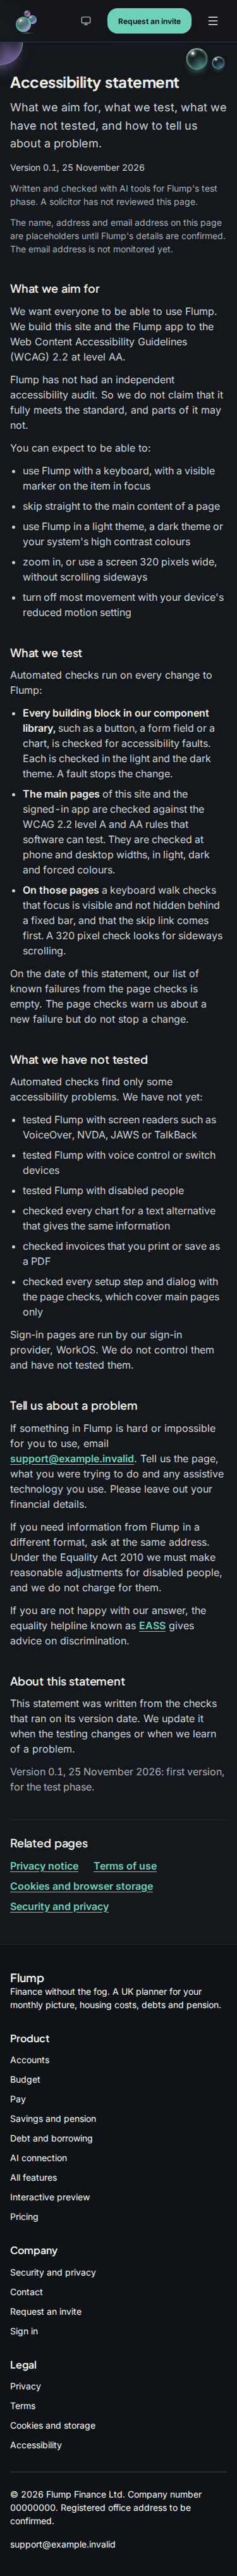 Request an invite
Accessibility statement
What we aim for, what we test, what we
have not tested, and how to tell us
about a problem.
Version 0.1, 25 November 2026
Written and checked with AI tools for Flump's test
phase. A solicitor has not reviewed this page.
The name, address and email address on this page
are placeholders until Flump's details are confirmed.
The email address is not monitored yet.
What we aim for
We want everyone to be able to use Flump.
We build this site and the Flump app to the
Web Content Accessibility Guidelines
(WCAG) 2.2 at level AA.
Flump has not had an independent
accessibility audit. So we do not claim that it
fully meets the standard, and parts of it may
not.
You can expect to be able to:
• use Flump with a keyboard, with a visible
marker on the item in focus
• skip straight to the main content of a page
• use Flump in a light theme, a dark theme or
your system's high contrast colours
• zoom in, or use a screen 320 pixels wide,
without scrolling sideways
• turn off most movement with your device's
reduced motion setting
What we test
Automated checks run on every change to
Flump:
• Every building block in our component
library, such as a button, a form field or a
chart, is checked for accessibility faults.
Each is checked in the light and the dark
theme. A fault stops the change.
• The main pages of this site and the
signed-in app are checked against the
WCAG 2.2 level A and AA rules that
software can test. They are checked at
phone and desktop widths, in light, dark
and forced colours.
• On those pages a keyboard walk checks
that focus is visible and not hidden behind
a fixed bar, and that the skip link comes
first. A 320 pixel check looks for sideways
scrolling.
On the date of this statement, our list of
known failures from the page checks is
empty. The page checks warn us about a
new failure but do not stop a change.
What we have not tested
Automated checks find only some
accessibility problems. We have not yet:
• tested Flump with screen readers such as
VoiceOver, NVDA, JAWS or TalkBack
• tested Flump with voice control or switch
devices
• tested Flump with disabled people
• checked every chart for a text alternative
that gives the same information
• checked invoices that you print or save as
a PDF
• checked every setup step and dialog with
the page checks, which cover main pages
only
Sign-in pages are run by our sign-in
provider, WorkOS. We do not control them
and have not tested them.
Tell us about a problem
If something in Flump is hard or impossible
for you to use, email
support@example.invalid. Tell us the page,
what you were trying to do and any assistive
technology you use. Please leave out your
financial details.
If you need information from Flump in a
different format, ask at the same address.
Under the Equality Act 2010 we must make
reasonable adjustments for disabled people,
and we do not charge for them.
If you are not happy with our answer, the
equality helpline known as EASS gives
advice on discrimination.
About this statement
This statement was written from the checks
that ran on its version date. We update it
when the testing changes or when we learn
of a problem.
Version 0.1, 25 November 2026: first version,
for the test phase.
Related pages
Privacy notice Terms of use
Cookies and browser storage
Security and privacy
Flump
Finance without the fog. A UK planner for your
monthly picture, housing costs, debts and pension.
Product
Accounts
Budget
Pay
Savings and pension
Debt and borrowing
AI connection
All features
Interactive preview
Pricing
Company
Security and privacy
Contact
Request an invite
Sign in
Legal
Privacy
Terms
Cookies and storage
Accessibility
© 2026 Flump Finance Ltd. Company number
00000000. Registered office address to be
confirmed.
support@example.invalid